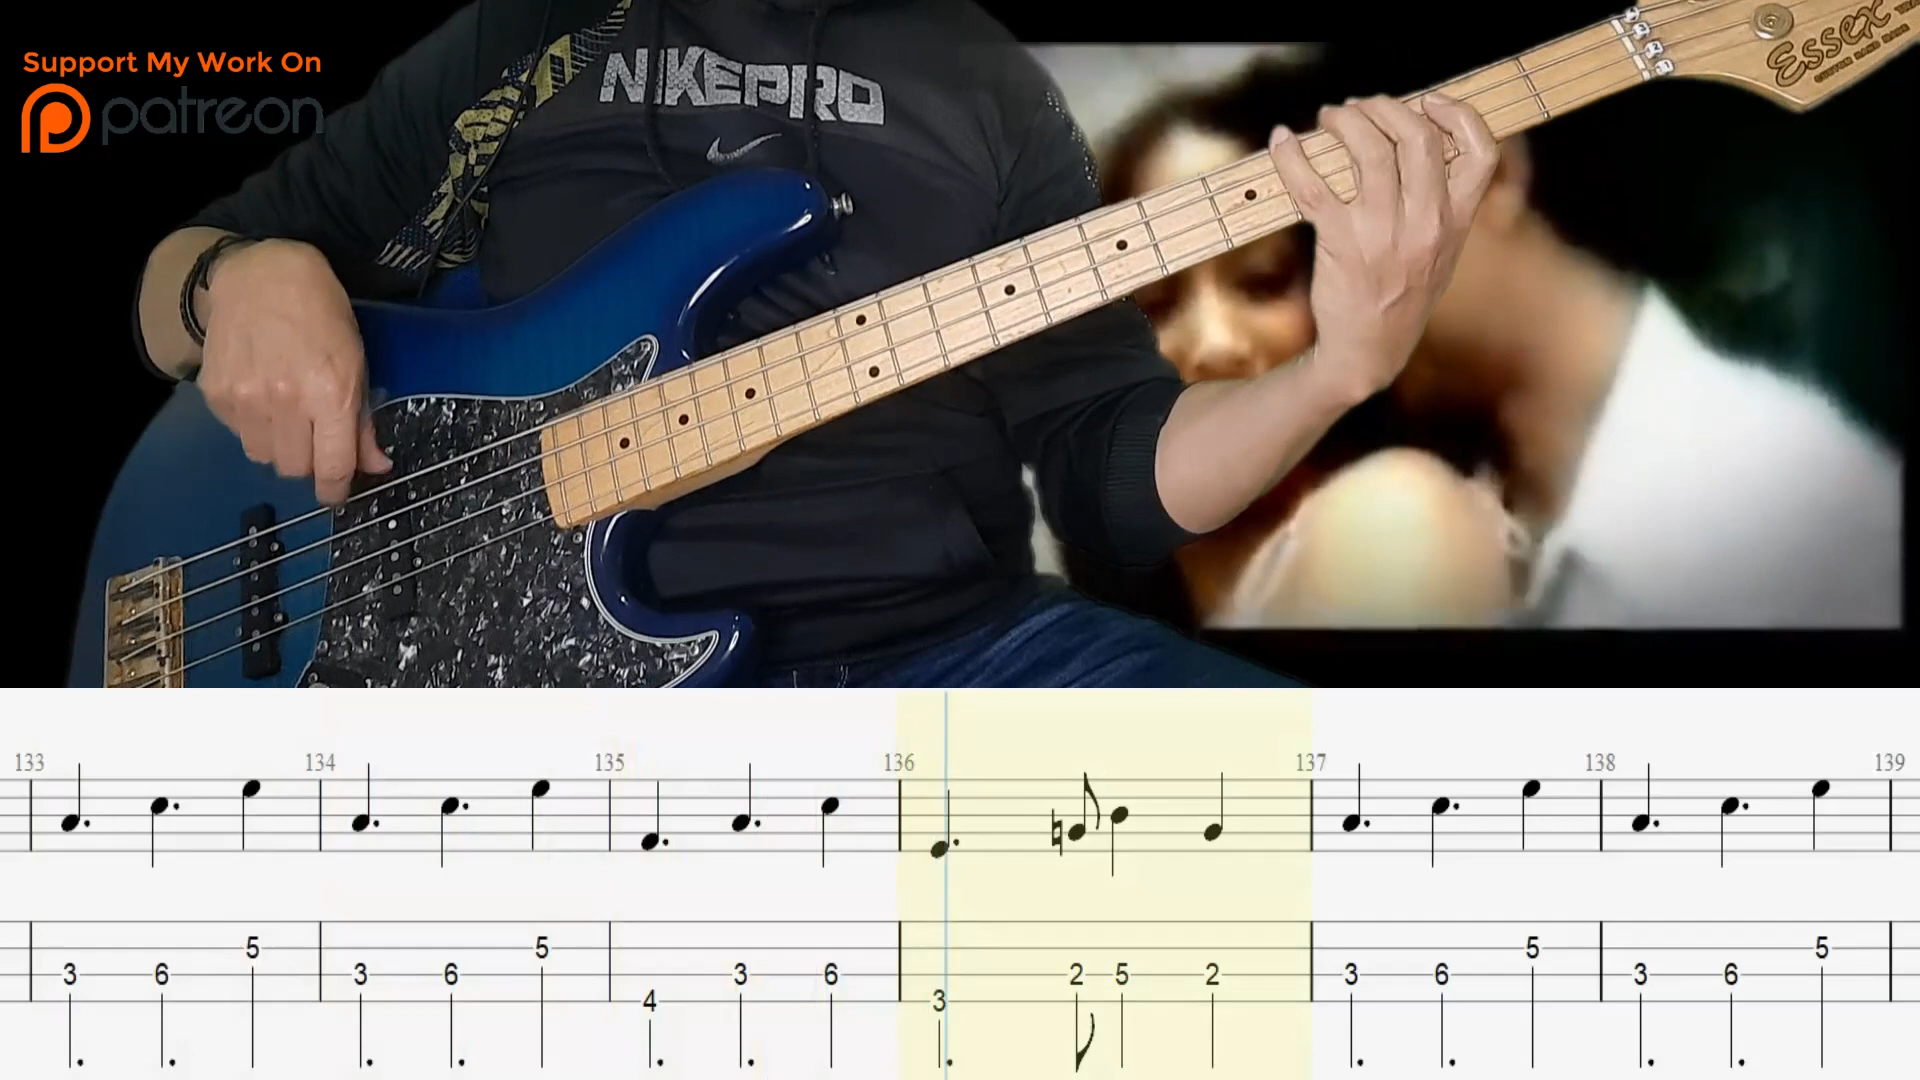 Support My Work On
patreon
NIKEPRO
Essex
133 134 135 136 137 138 139
5 5 5 5
3 6 3 6 3 6 2 5 2 3 6 3 6
4 3